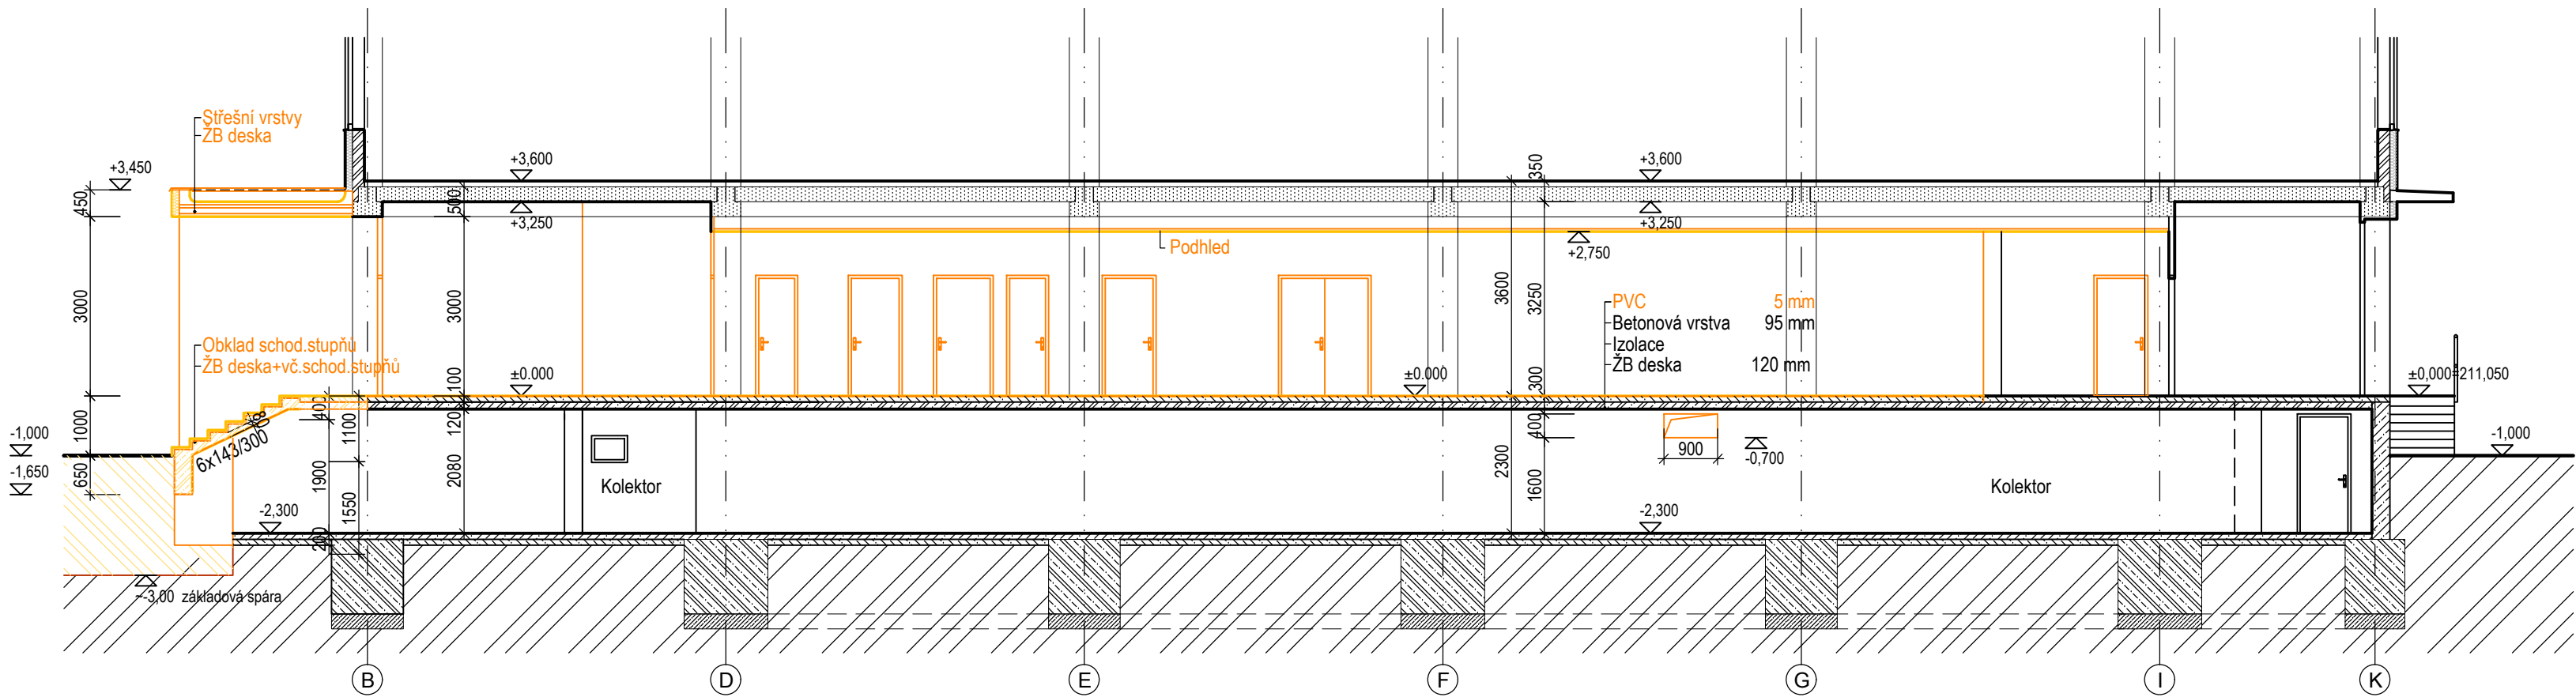 Střešní vrstvy
ŽB deska
+3,450
+3,600
+3,600
350
450
500
+3,250
+3,250
Podhled
+2,750
3000
3000
3600
3250
PVC 5 mm
Betonová vrstva 95 mm
Izolace
ŽB deska 120 mm
Obklad schod.stupňů
ŽB deska+vč.schod.stupňů
±0.000
±0.000
±0,000=211,050
100
300
120
400
400
1000
1100
80
6x143/300
-1,000
-1,000
-1,650
650
1900
1550
2080
2300
1600
900
-0,700
Kolektor
Kolektor
-2,300
-2,300
200
~-3,00 základová spára
B
D
E
F
G
I
K